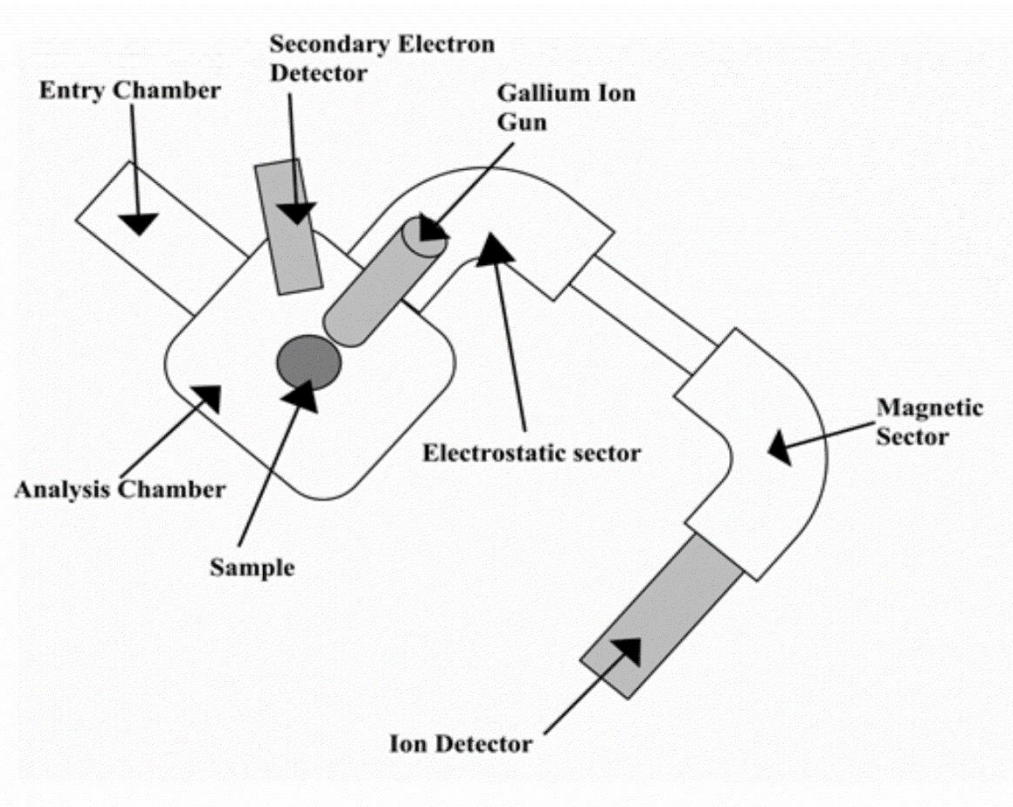 Secondary Electron
Detector
Entry Chamber
Gallium Ion
Gun
Magnetic
Sector
Electrostatic sector
Analysis Chamber
Sample
Ion Detector